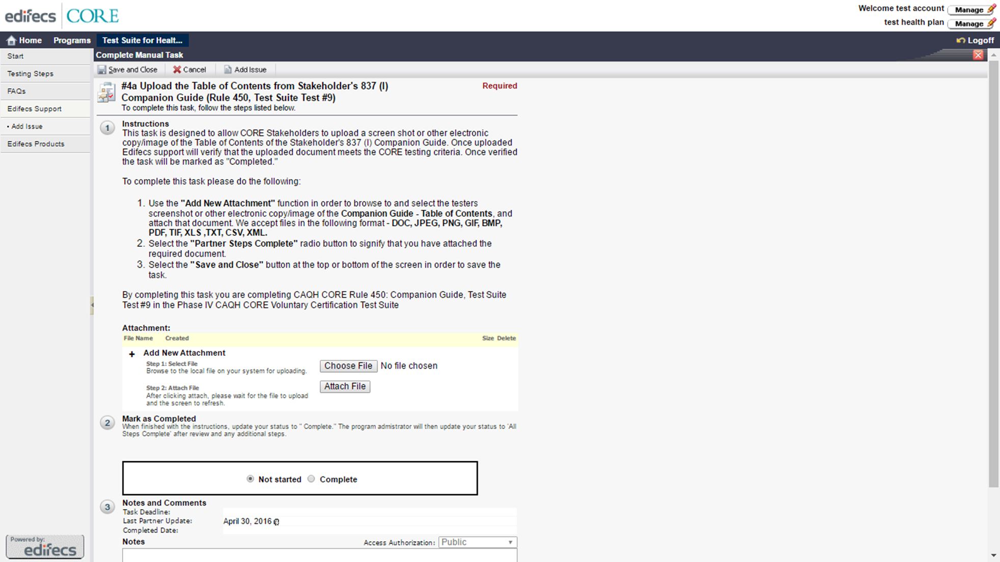 edifecs CORE
Welcome test account Manage
test health plan Manage
Home Programs Test Suite for Healt... Logoff
Start
Testing Steps
FAQs
Edifecs Support
• Add Issue
Edifecs Products
Complete Manual Task
Save and Close Cancel Add Issue
#4a Upload the Table of Contents from Stakeholder's 837 (I) Required
Companion Guide (Rule 450, Test Suite Test #9)
To complete this task, follow the steps listed below.
1 Instructions
This task is designed to allow CORE Stakeholders to upload a screen shot or other electronic
copy/image of the Table of Contents of the Stakeholder's 837 (I) Companion Guide. Once uploaded
Edifecs support will verify that the uploaded document meets the CORE testing criteria. Once verified
the task will be marked as "Completed."
To complete this task please do the following:
1. Use the "Add New Attachment" function in order to browse to and select the testers
screenshot or other electronic copy/image of the Companion Guide - Table of Contents, and
attach that document. We accept files in the following format - DOC, JPEG, PNG, GIF, BMP,
PDF, TIF, XLS ,TXT, CSV, XML.
2. Select the "Partner Steps Complete" radio button to signify that you have attached the
required document.
3. Select the "Save and Close" button at the top or bottom of the screen in order to save the
task.
By completing this task you are completing CAQH CORE Rule 450: Companion Guide, Test Suite
Test #9 in the Phase IV CAQH CORE Voluntary Certification Test Suite
Attachment:
File Name Created Size Delete
+ Add New Attachment
Step 1: Select File
Browse to the local file on your system for uploading.
Choose File No file chosen
Step 2: Attach File
After clicking attach, please wait for the file to upload
and the screen to refresh.
Attach File
2 Mark as Completed
When finished with the instructions, update your status to " Complete." The program admistrator will then update your status to 'All
Steps Complete' after review and any additional steps.
Not started Complete
3 Notes and Comments
Task Deadline:
Last Partner Update: April 30, 2016 @
Completed Date:
Notes Access Authorization: Public
Powered by:
edifecs